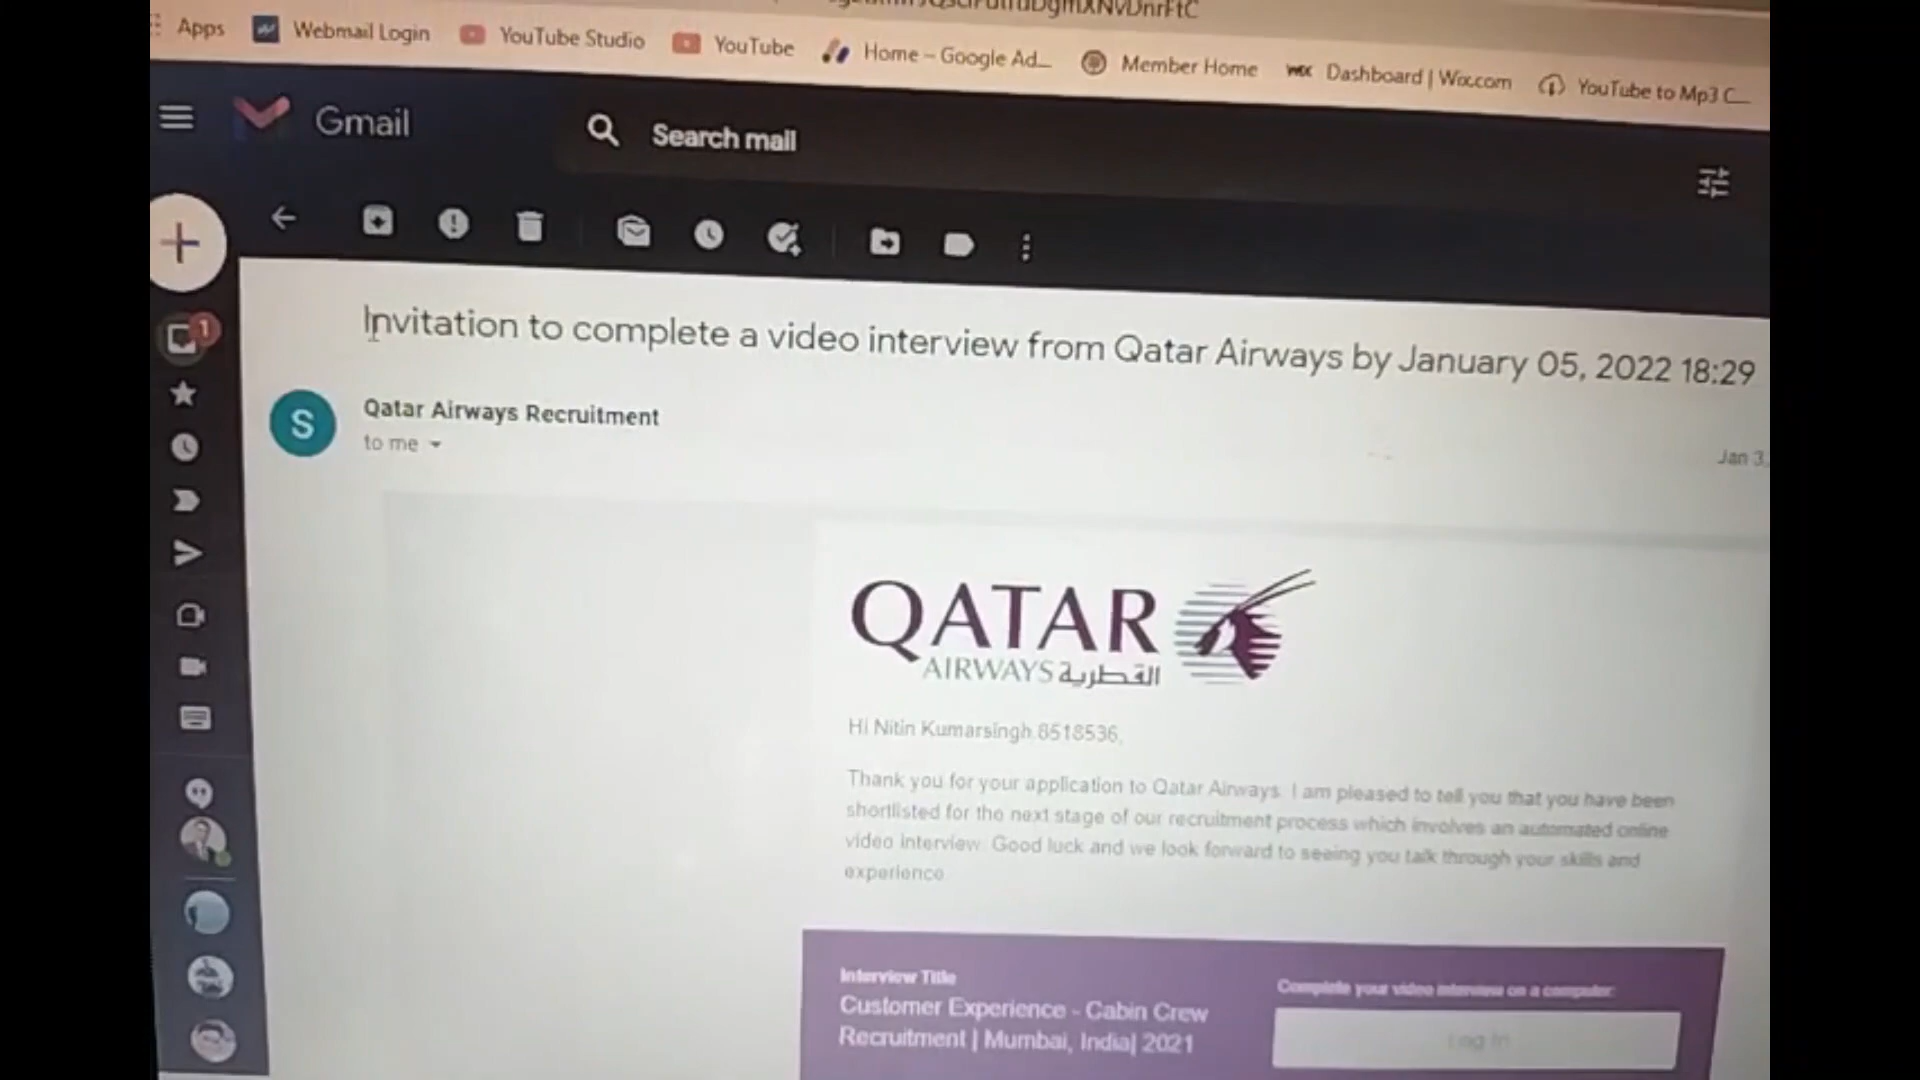 Apps Webmail Login YouTube Studio YouTube Home – Google Ad... Member Home WIX Dashboard | Wix.com YouTube to Mp3 C...
Gmail Search mail
Invitation to complete a video interview from Qatar Airways by January 05, 2022 18:29
1
S Qatar Airways Recruitment
to me
Jan 3,
QATAR
AIRWAYS القطرية
Hi Nitin Kumarsingh 8518536,
Thank you for your application to Qatar Airways. I am pleased to tell you that you have been
shortlisted for the next stage of our recruitment process which involves an automated online
video interview. Good luck and we look forward to seeing you talk through your skills and
experience
Interview Title
Customer Experience - Cabin Crew
Recruitment | Mumbai, India| 2021
Complete your video interview on a computer:
Log In